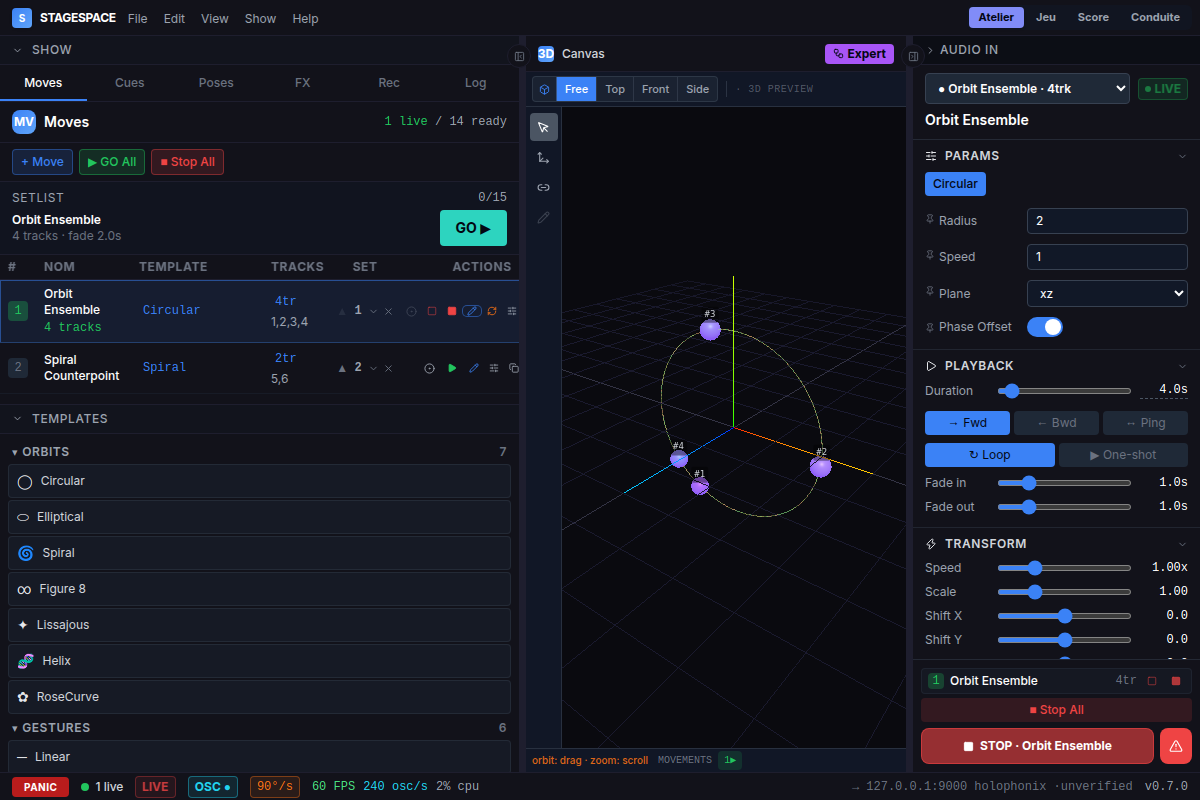 S STAGESPACE File Edit View Show Help Atelier Jeu Score Conduite
SHOW
Moves Cues Poses FX Rec Log
MV Moves 1 live / 14 ready
+ Move ▶ GO All ■ Stop All
SETLIST 0/15
Orbit Ensemble
4 tracks · fade 2.0s
GO ▶
# NOM TEMPLATE TRACKS SET ACTIONS
1 Orbit Ensemble Circular 4tr 1
4 tracks 1,2,3,4
2 Spiral Counterpoint Spiral 2tr ▲ 2
5,6
TEMPLATES
▾ ORBITS 7
Circular
Elliptical
Spiral
Figure 8
Lissajous
Helix
RoseCurve
▾ GESTURES 6
Linear
3D Canvas Expert
Free Top Front Side · 3D PREVIEW
#3
#4
#2
#1
orbit: drag · zoom: scroll MOVEMENTS 1▶
AUDIO IN
● Orbit Ensemble · 4trk ● LIVE
Orbit Ensemble
PARAMS
Circular
Radius 2
Speed 1
Plane xz
Phase Offset
PLAYBACK
Duration 4.0s
→ Fwd ← Bwd ↔ Ping
↻ Loop ▶ One-shot
Fade in 1.0s
Fade out 1.0s
TRANSFORM
Speed 1.00x
Scale 1.00
Shift X 0.0
Shift Y 0.0
1 Orbit Ensemble 4tr
■ Stop All
STOP · Orbit Ensemble
PANIC ● 1 live LIVE OSC ● 90°/s 60 FPS 240 osc/s 2% cpu → 127.0.0.1:9000 holophonix ·unverified v0.7.0